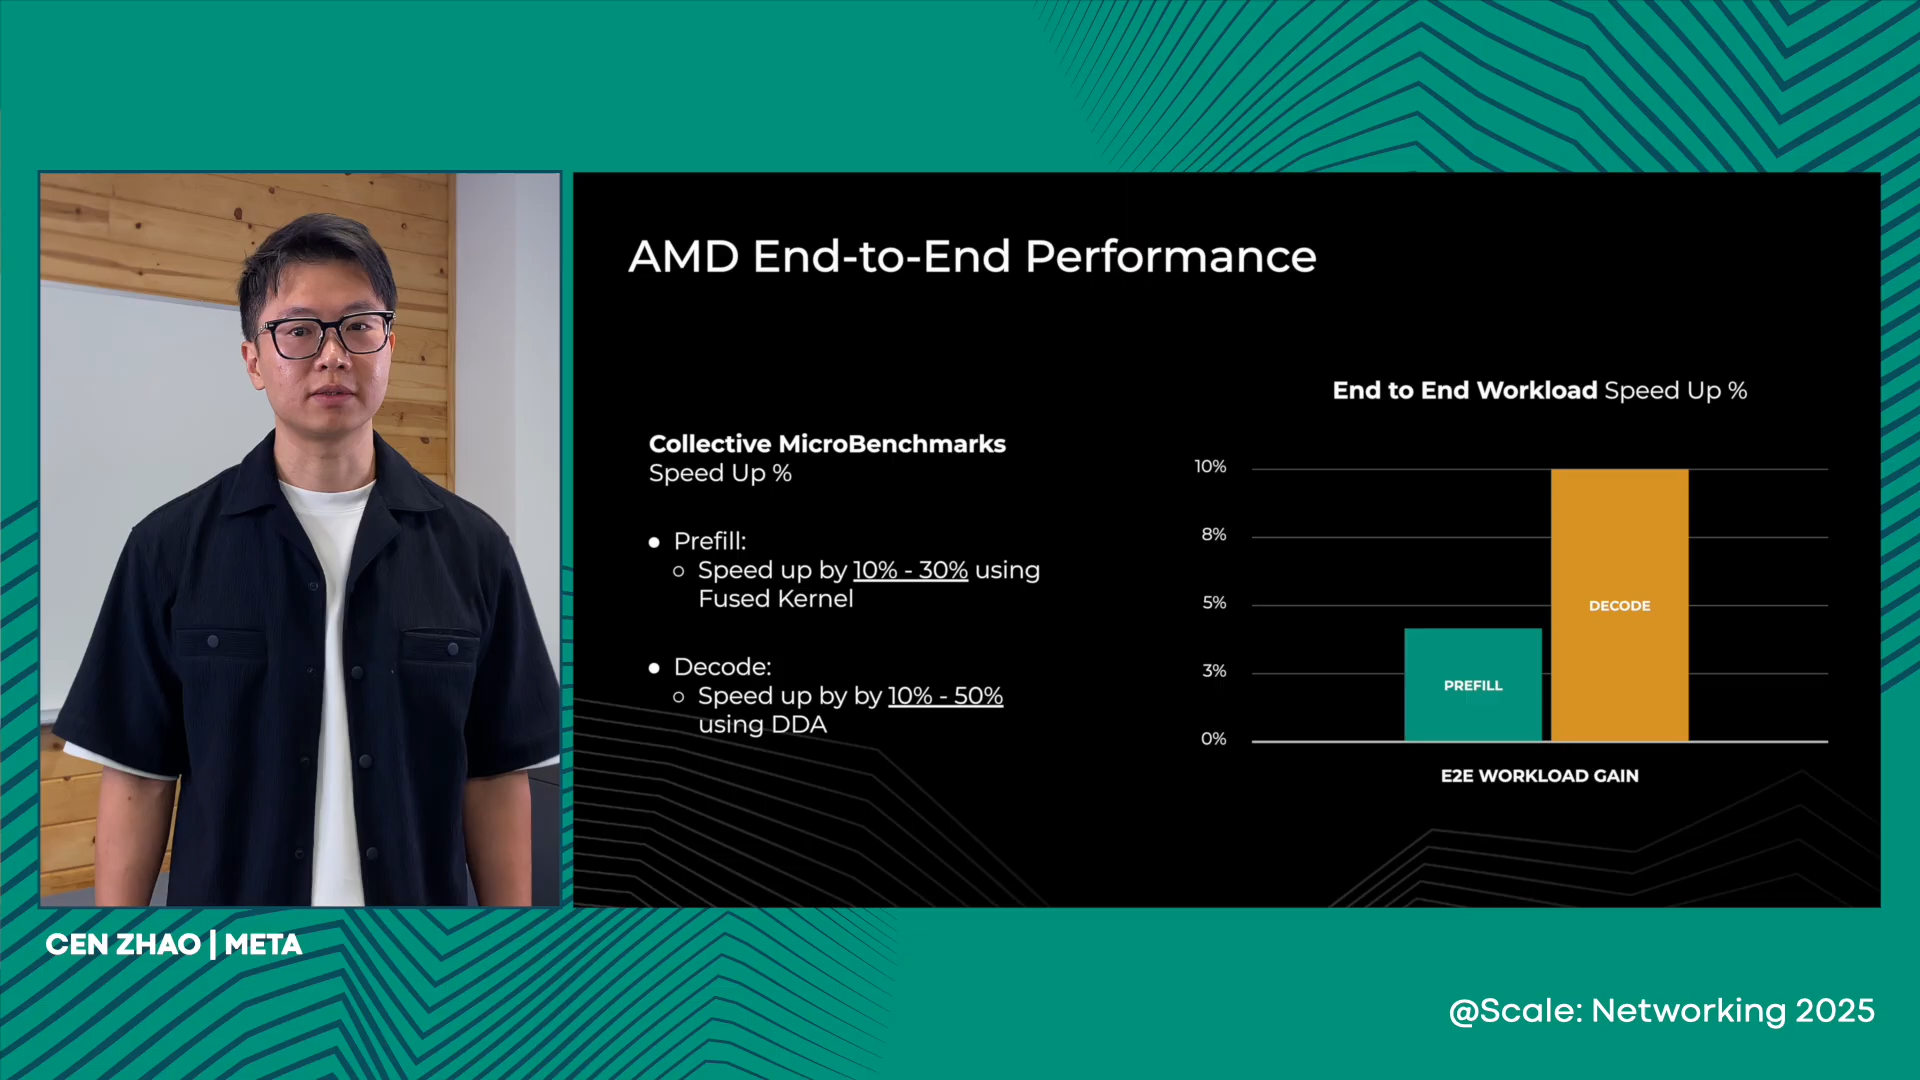 AMD End-to-End Performance
Collective MicroBenchmarks
Speed Up %
● Prefill:
○ Speed up by 10% - 30% using
Fused Kernel
● Decode:
○ Speed up by by 10% - 50%
using DDA
End to End Workload Speed Up %
10%
8%
5%
3%
0%
PREFILL
DECODE
E2E WORKLOAD GAIN
CEN ZHAO | META
@Scale: Networking 2025